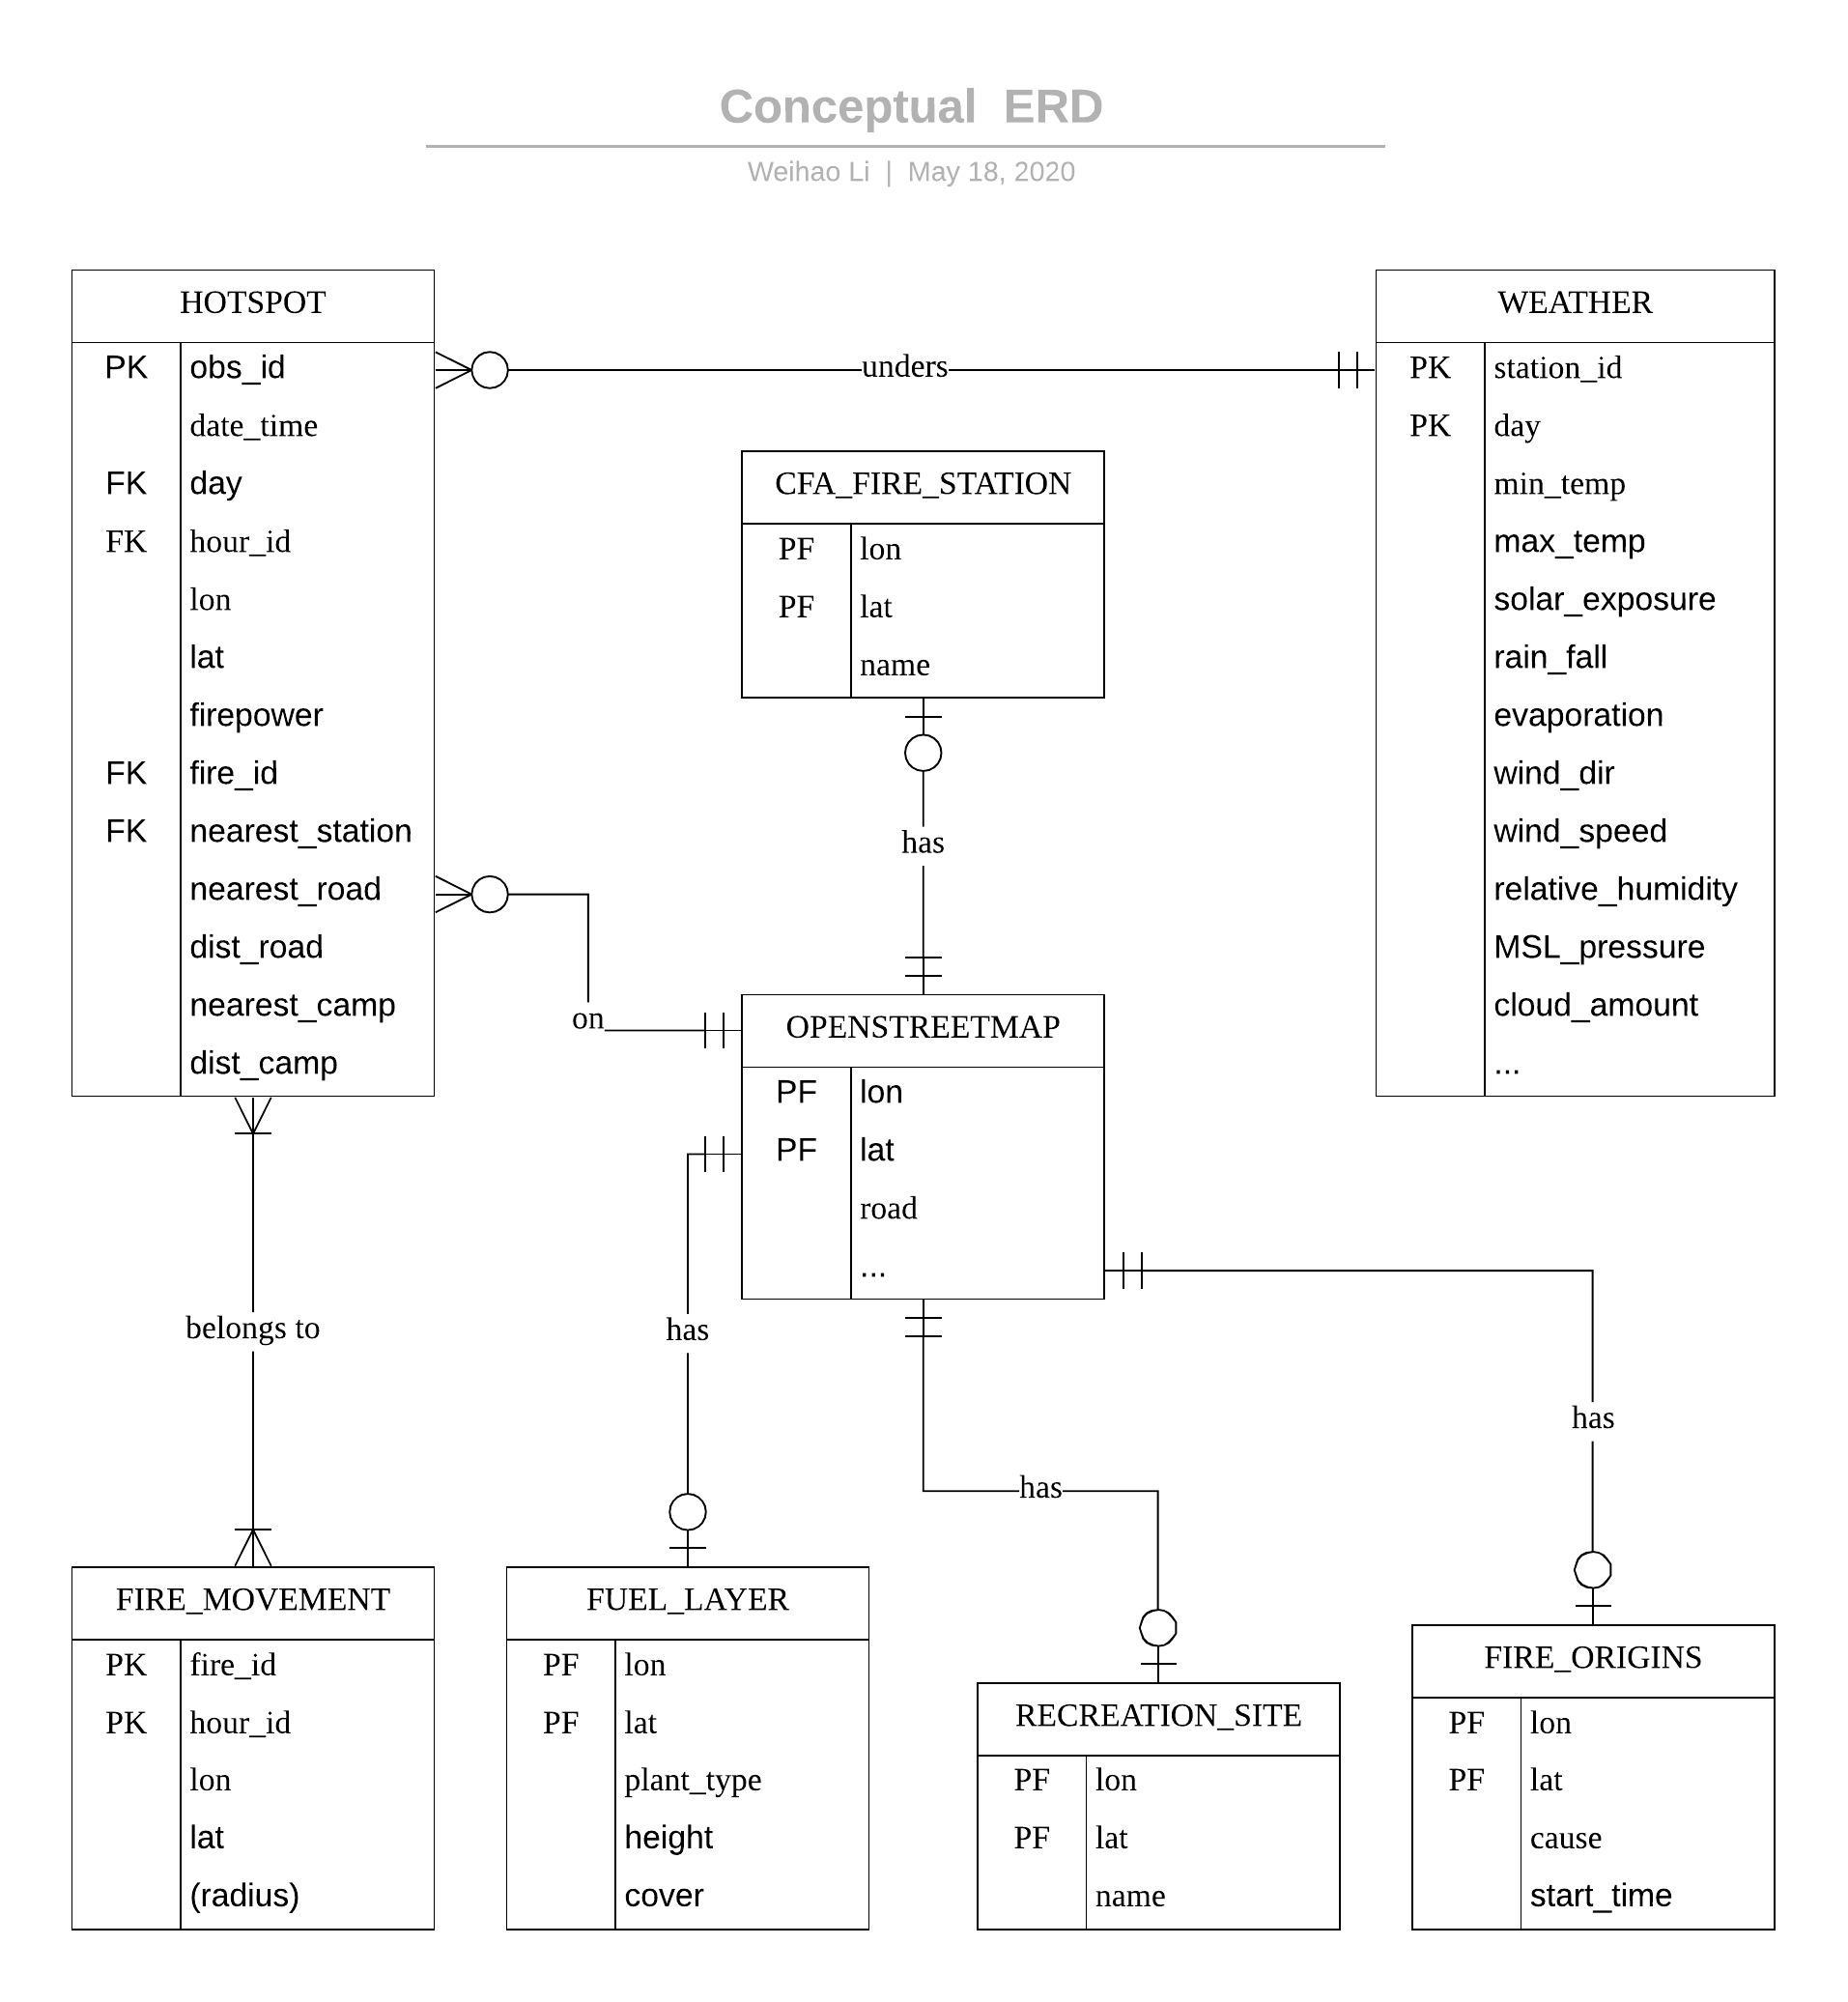 Conceptual ERD
Weihao Li | May 18, 2020
HOTSPOT
PK obs_id
date_time
FK day
FK hour_id
lon
lat
firepower
FK fire_id
FK nearest_station
nearest_road
dist_road
nearest_camp
dist_camp
unders
WEATHER
PK station_id
PK day
min_temp
max_temp
solar_exposure
rain_fall
evaporation
wind_dir
wind_speed
relative_humidity
MSL_pressure
cloud_amount
...
CFA_FIRE_STATION
PF lon
PF lat
name
has
on
OPENSTREETMAP
PF lon
PF lat
road
...
belongs to
has
has
has
FIRE_MOVEMENT
PK fire_id
PK hour_id
lon
lat
(radius)
FUEL_LAYER
PF lon
PF lat
plant_type
height
cover
RECREATION_SITE
PF lon
PF lat
name
FIRE_ORIGINS
PF lon
PF lat
cause
start_time